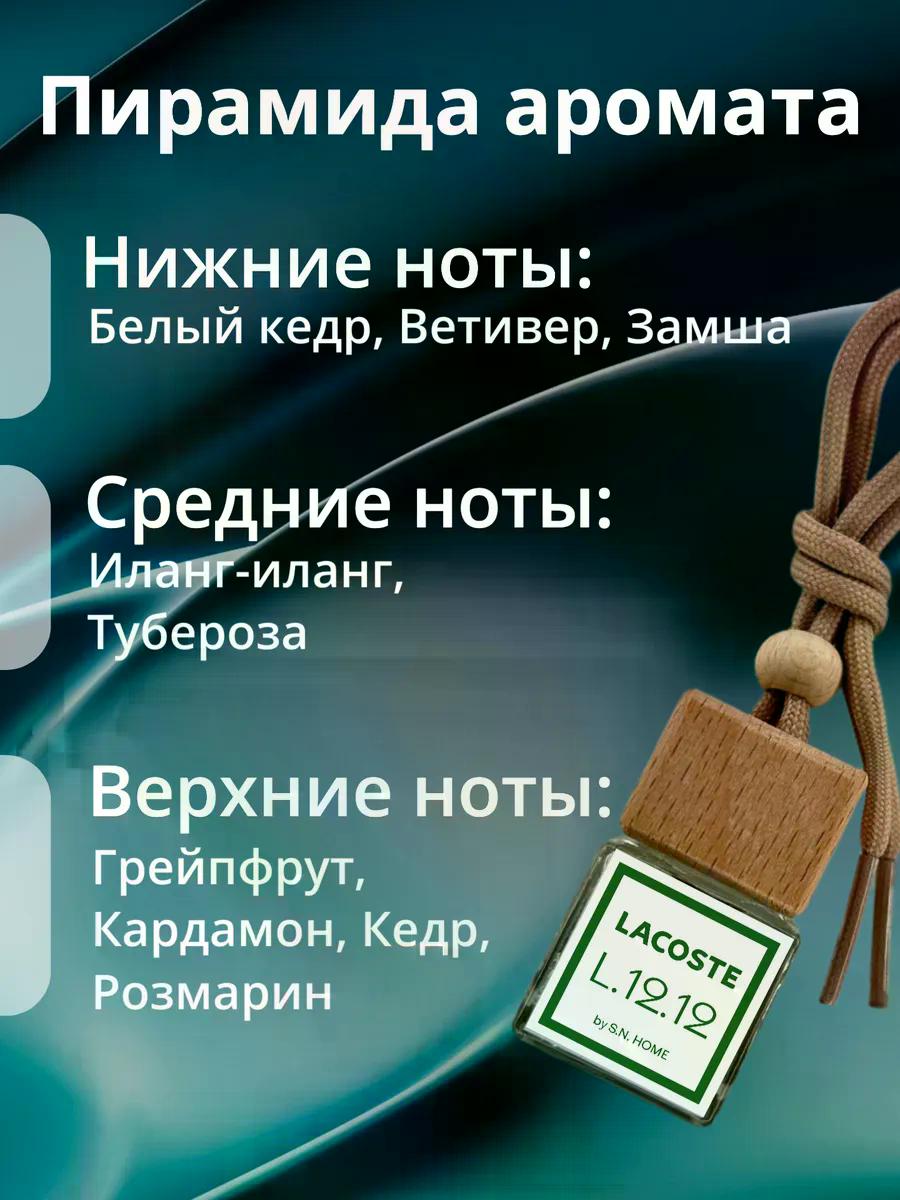 Пирамида аромата
Нижние ноты:
Белый кедр, Ветивер, Замша
Средние ноты:
Иланг-иланг,
Тубероза
Верхние ноты:
Грейпфрут,
Кардамон, Кедр,
Розмарин
LACOSTE
L.12.12
by S.N. HOME